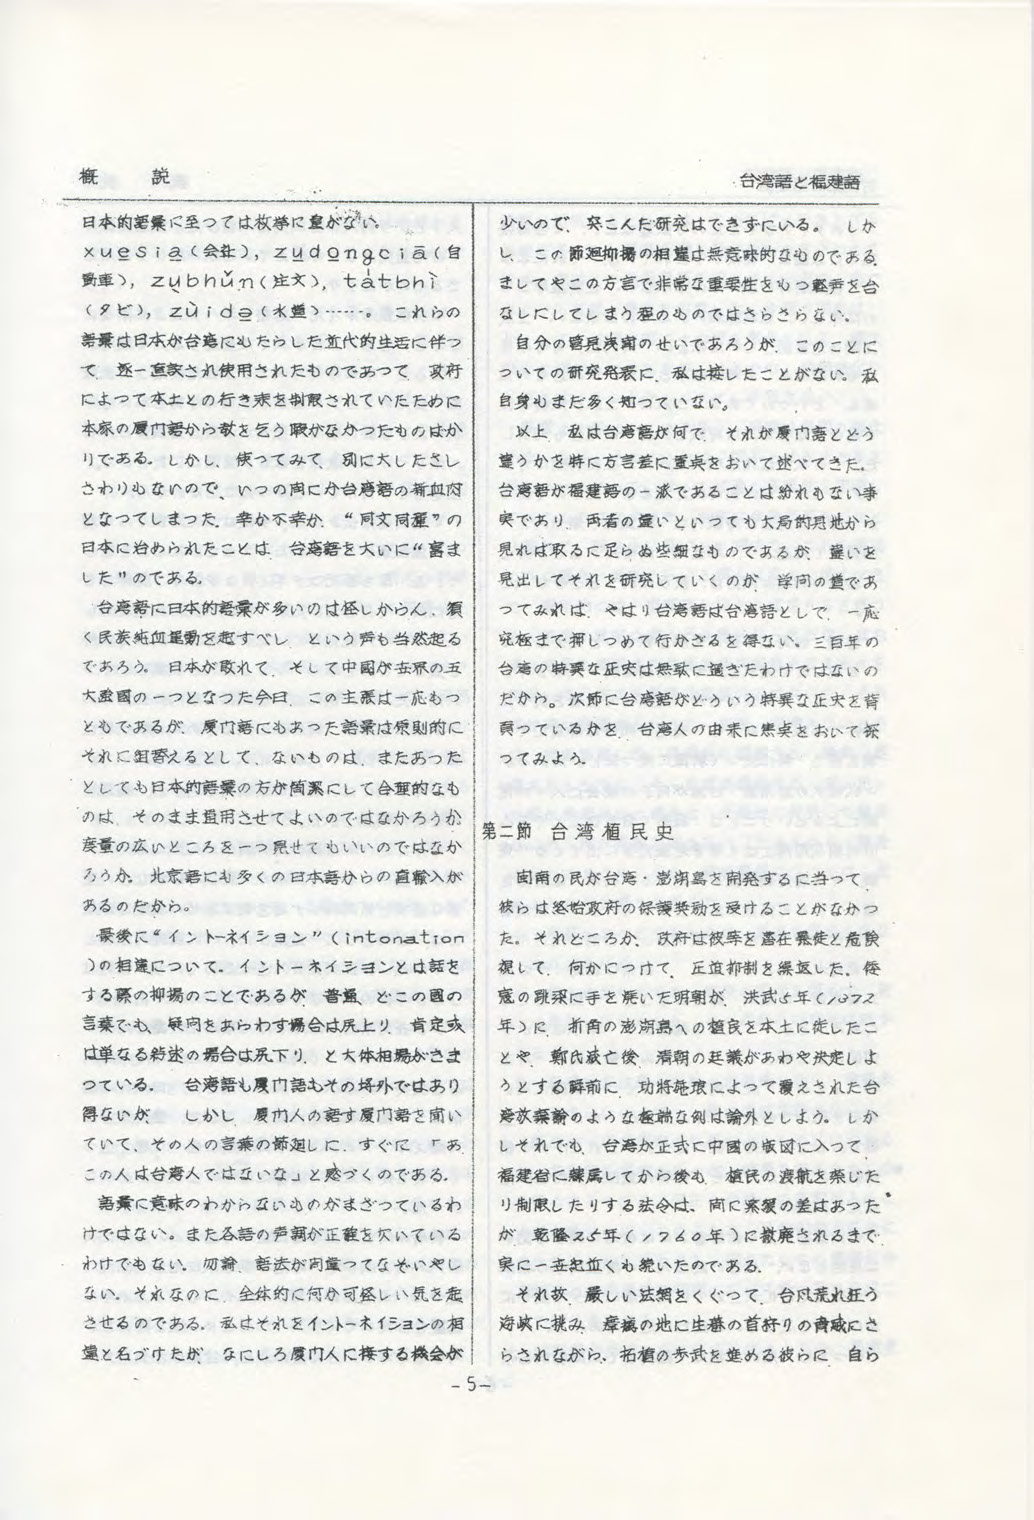 概　説
台湾語と福建語
日本的語彙に至つては枚挙に遑がない。
xuesia(会社), zudongcia(自
動車), zubhun(注文), tatbhi
(タビ), zuido(水道)……。これらの
語彙は日本が台湾にもたらした近代的生活に伴つ
て、逐一直訳され使用されたものであつて、政府
によって本土との行き来を制限されていたために
本家の厦门語から教を乞う暇がなかつたものばか
りである。しかし、使ってみて、別に大したさし
さわりもないので、いつの間にか台湾語の新血肉
となつてしまつた。幸か不幸か、“同文同種”の
日本に治められたことは、台湾語を大いに“富ま
した”のである。
台湾語に日本的語彙が多いのは怪しからん、須
く民族純血運動を起すべし、という声も当然起る
であろう。日本が敗れて、そして中國が世界の五
大强國の一つとなつた今日、この主張は一応もつ
ともであるが、厦门語にもあった語彙は原則的に
それに組替えるとして、ないものは、またあつた
としても日本的語彙の方が簡潔にして合理的なも
のは、そのまま通用させてよいのではなかろうか
度量の広いところを一つ見せてもいいのではなか
ろうか。北京語にも多くの日本語からの直輸入が
あるのだから。
最後に“イントーネイション”(intonation
)の相違について。イントーネイションとは話を
する際の抑揚のことであるが、普通、どこの國の
言葉でも、疑向をあらわす場合は尻上り、肯定或
は単なる叙述の場合は尻下り、と大体相場がきま
つている。　台湾語も厦门語もその埒外ではあり
得ないが、　しかし、厦门人の話す厦门語を聞い
ていて、その人の言葉の節廻しに、すぐに、「あ、
この人は台湾人ではないな」と感づくのである。
語彙に意味のわからないものがまざつているわ
けではない。また各語の声調が正確を欠いている
わけでもない。勿論、語法が间違つてなぞいやし
ない。それなのに、全体的に何か可怪しい気を起
させるのである。私はそれをイントーネイションの相
違と名づけたが、なにしろ厦门人に接する機会が
少いので、突こんだ研究はできずにいる。　しか
し、この節廻抑揚の相違は無意味的なものである。
ましてやこの方言で非常な重要性をもつ軽声を台
なしにしてしまう程のものではさらさらない。
自分の管見浅聞のせいであろうが、このことに
ついての研究発表に、私は接したことがない。私
自身もまだ多く知つていない。
以上、私は台湾語が何で、それが厦门語とどう
違うかを特に方言差に重点をおいて述べてきた。
台湾語が福建語の一派であることは紛れもない事
実であり、両者の違いといつても大局的見地から
見れば取るに足らぬ些細なものであるが、違いを
見出してそれを研究していくのが、学问の道であ
つてみれば、やはり台湾語は台湾語として、一応
究極まで押しつめて行かざるを得ない。三百年の
台湾の特異な歴史は無駄に過ぎたわけではないの
だから。次節に台湾語がどういう特異な歴史を背
負っているかを、台湾人の由来に焦点をおいて探
つてみよう。
第二節　台湾植民史
闽南の民が台湾・澎湖島を開発するに当って、
彼らは終始政府の保護奨励を受けることがなかつ
た。それどころか、政府は彼等を潜在暴徒と危険
視して、何かにつけて、圧迫抑制を繰返した。倭
寇の跳梁に手を焼いた明朝が、洪武5年(1372
年)に、折角の澎湖島への植民を本土に徙したこ
とや、鄭氏滅亡後、清朝の廷議があわや決定しよ
うとする瞬前に、功将施琅によって覆えされた台
湾放棄論のような極端な例は論外としよう。しか
しそれでも、台湾が正式に中國の版図に入つて、
福建省に隷属してから後も、植民の渡航を禁じた
り制限したりする法令は、间に寛猛の差はあつた
が、乾隆25年(1760年)に撤廃されるまで、
実に一世紀近くも続いたのである。
それ故、厳しい法網をくぐって、台风荒れ狂う
海峡に挑み、瘴癘の地に生蕃の首狩りの脅威にさ
らされながら、拓植の歩武を進める彼らに、自ら
-5-